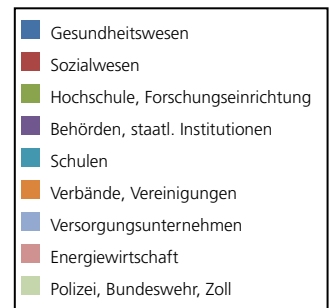 Gesundheitswesen
Sozialwesen
Hochschule, Forschungseinrichtung
Behörden, staatl. Institutionen
Schulen
Verbände, Vereinigungen
Versorgungsunternehmen
Energiewirtschaft
Polizei, Bundeswehr, Zoll